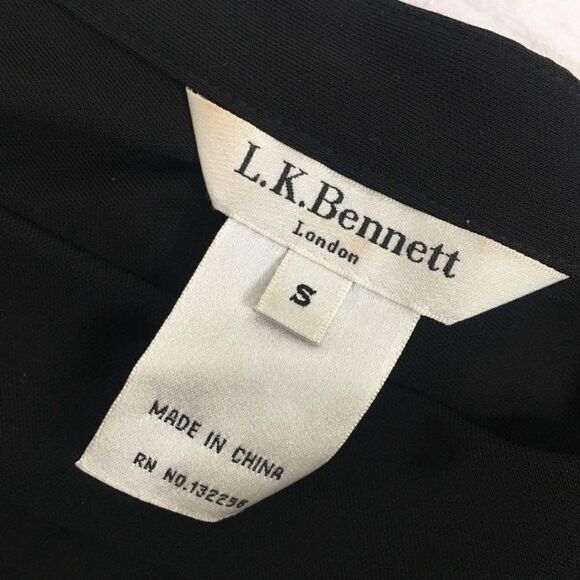 L.K.Bennett
London
S
MADE IN CHINA
RN NO.132256